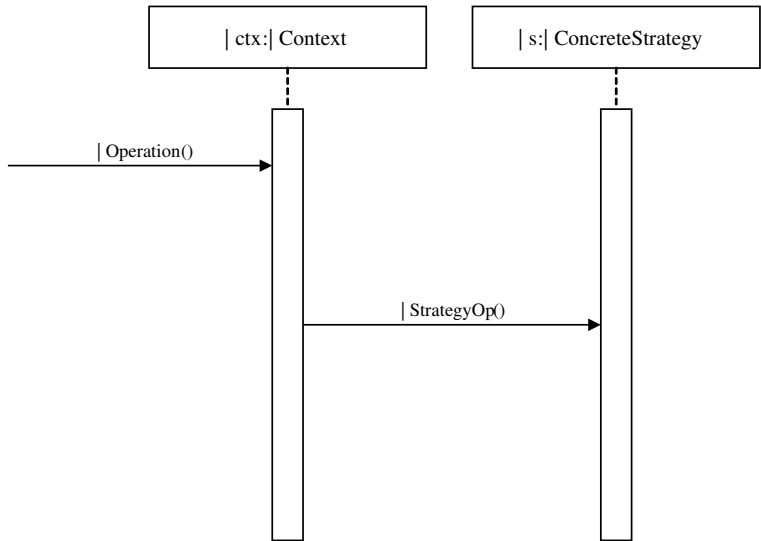 | ctx:| Context
| s:| ConcreteStrategy
| Operation()
| StrategyOp()